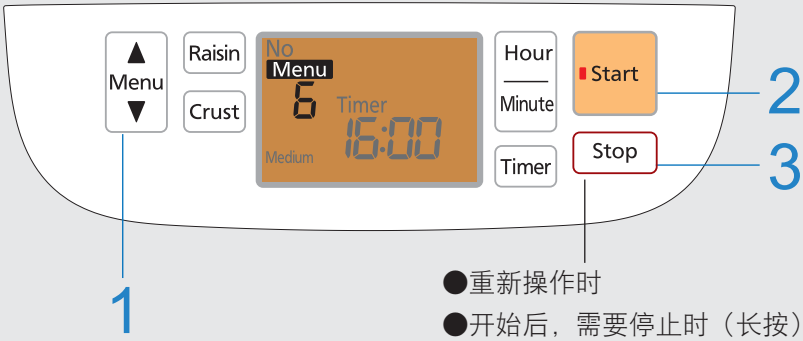 ▲
Menu
▼
Raisin
Crust
No
Menu
6
Timer
16:00
Medium
Hour
Minute
Timer
Start
Stop
1
2
3
●重新操作时
●开始后，需要停止时（长按）